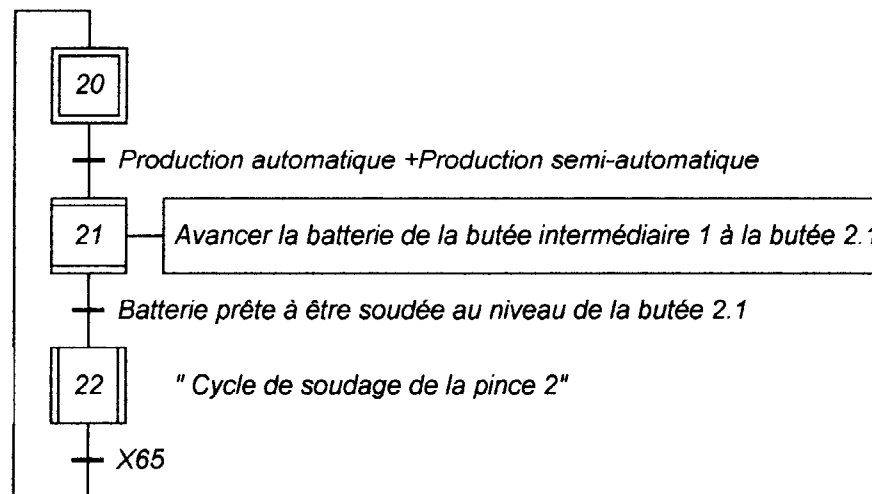 20
Production automatique +Production semi-automatique
21
Avancer la batterie de la butée intermédiaire 1 à la butée 2.1
Batterie prête à être soudée au niveau de la butée 2.1
22
" Cycle de soudage de la pince 2"
X65